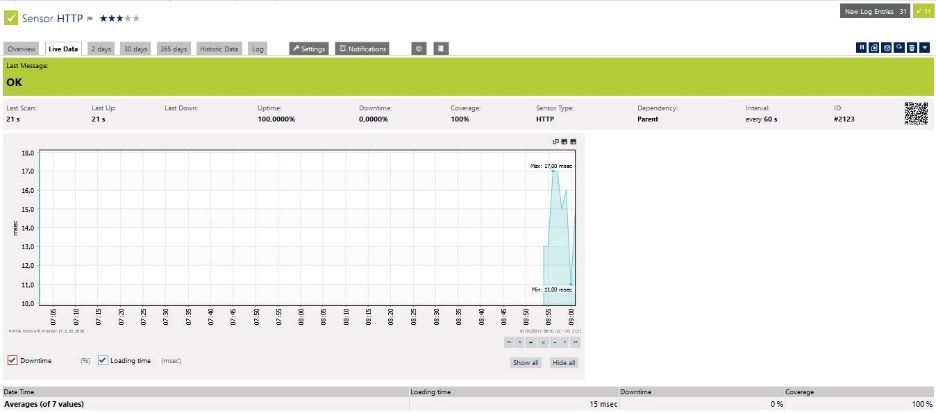 New Log Entries 31
11
Sensor HTTP
Overview Live Data 2 days 30 days 365 days Historic Data Log Settings Notifications
Last Message:
OK
Last Scan: Last Up: Last Down: Uptime: Downtime: Coverage: Sensor Type: Dependency: Interval: ID:
21 s 21 s 100,0000% 0,0000% 100% HTTP Parent every 60 s #2123
18,0
17,0
16,0
15,0
14,0
13,0
12,0
11,0
10,0
msec
Max: 17,00 msec
Min: 11,00 msec
07:05 07:10 07:15 07:20 07:25 07:30 07:35 07:40 07:45 07:50 07:55 08:00 08:05 08:10 08:15 08:20 08:25 08:30 08:35 08:40 08:45 08:50 08:55 09:00
Downtime (%) Loading time (msec)
Show all Hide all
Date Time Loading time Downtime Coverage
Averages (of 7 values) 15 msec 0 % 100 %